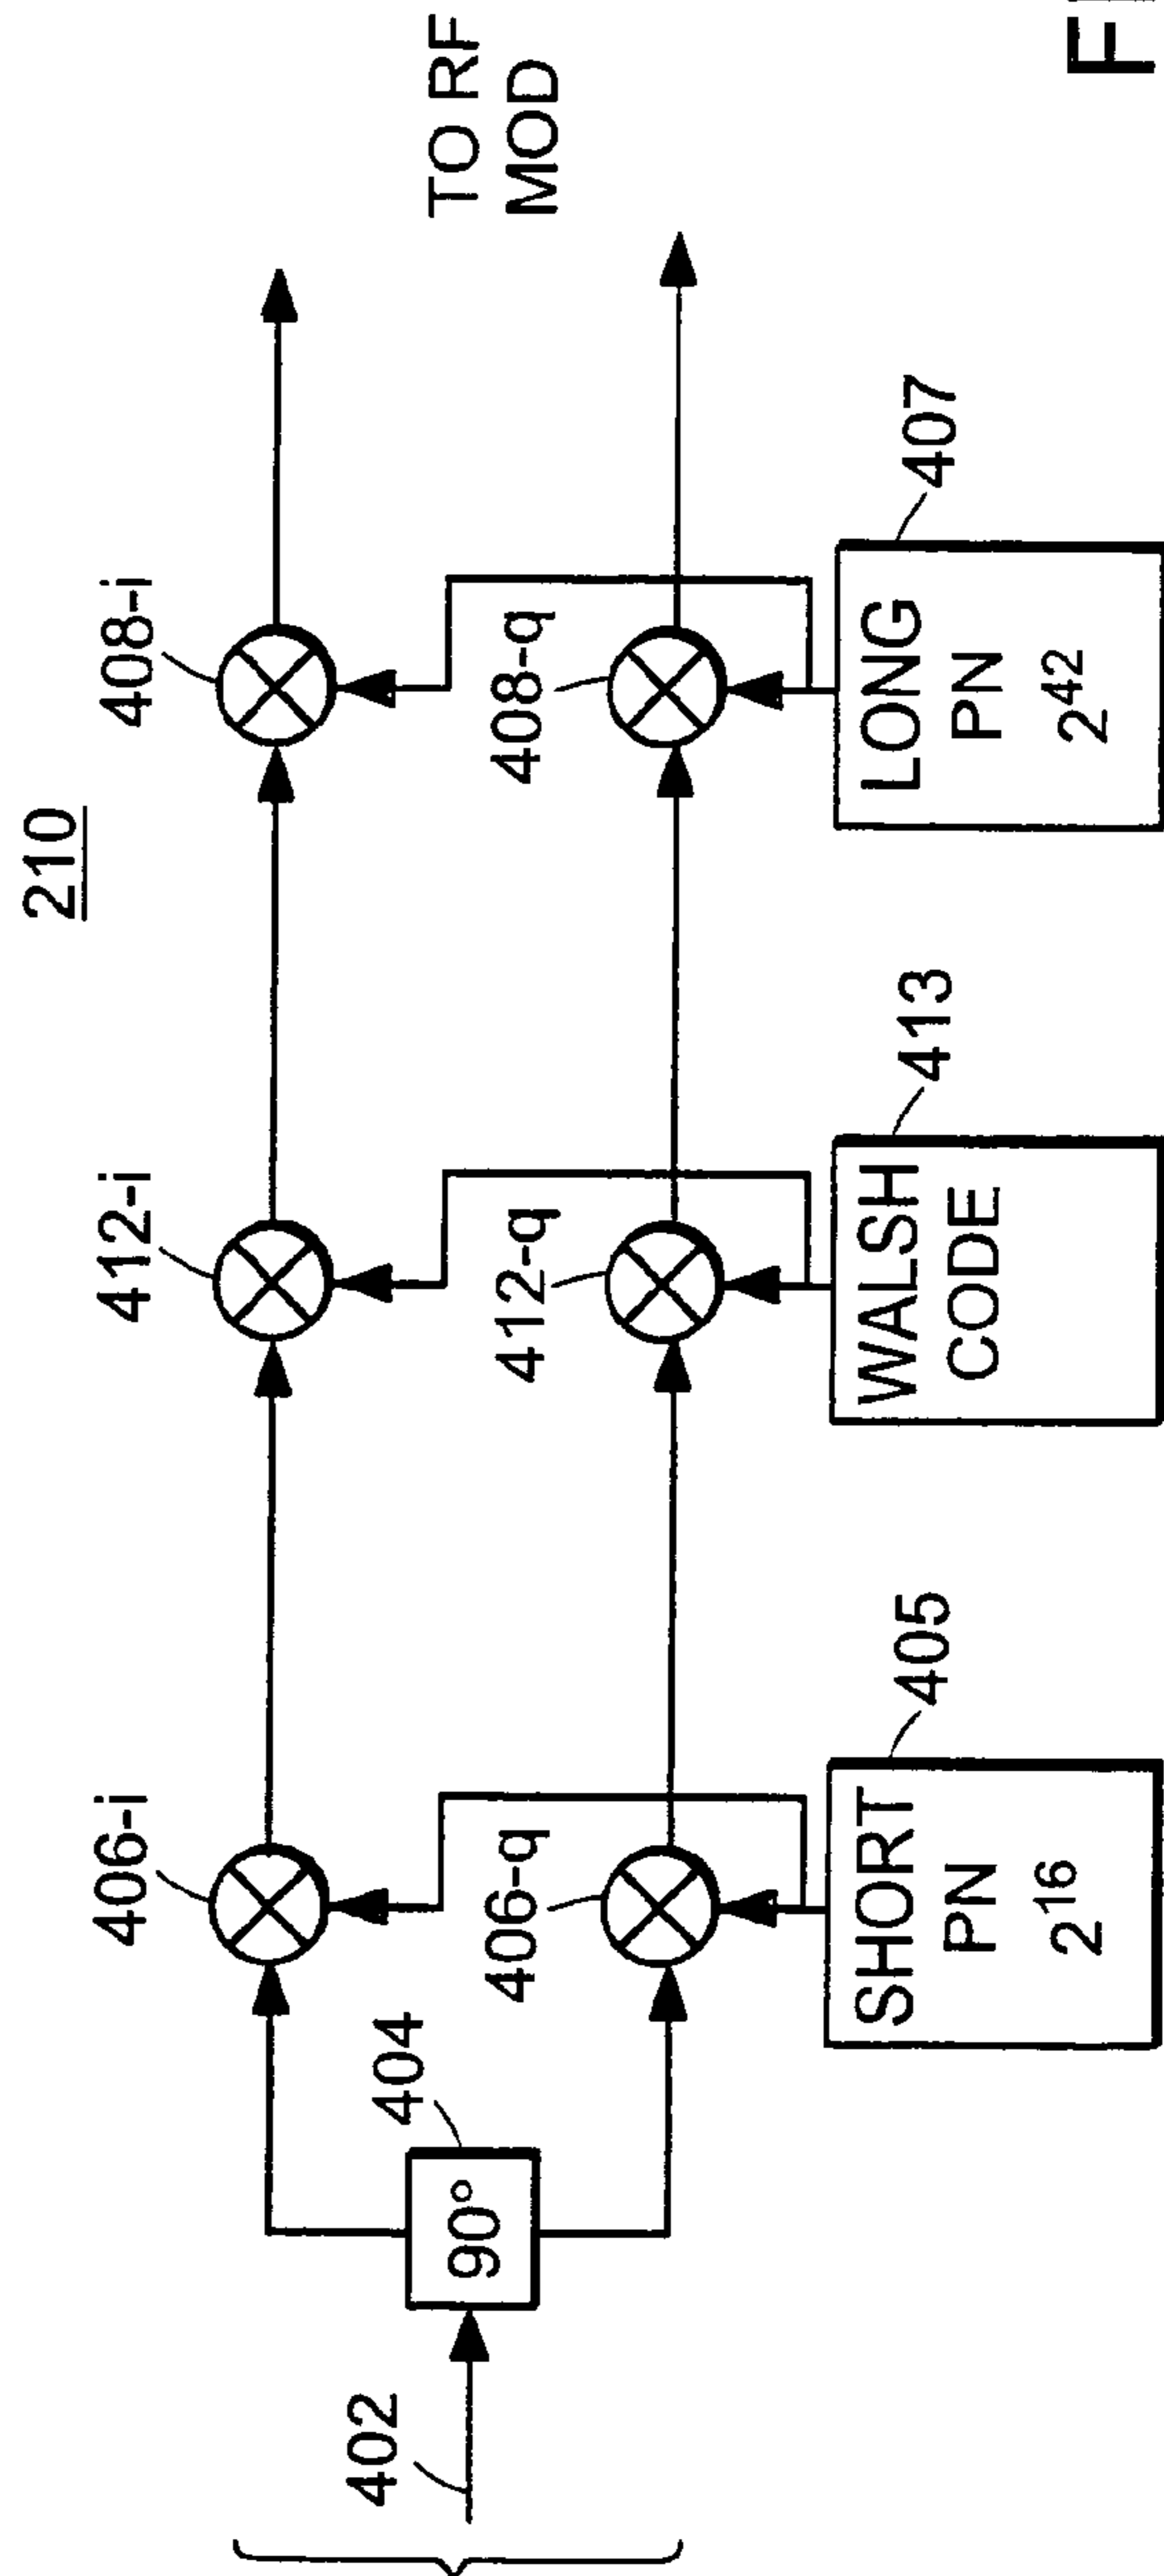 210
402
404
90°
406-i
406-q
SHORT
PN
2^16
405
412-i
412-q
WALSH
CODE
413
408-i
408-q
LONG
PN
2^42
407
TO RF
MOD